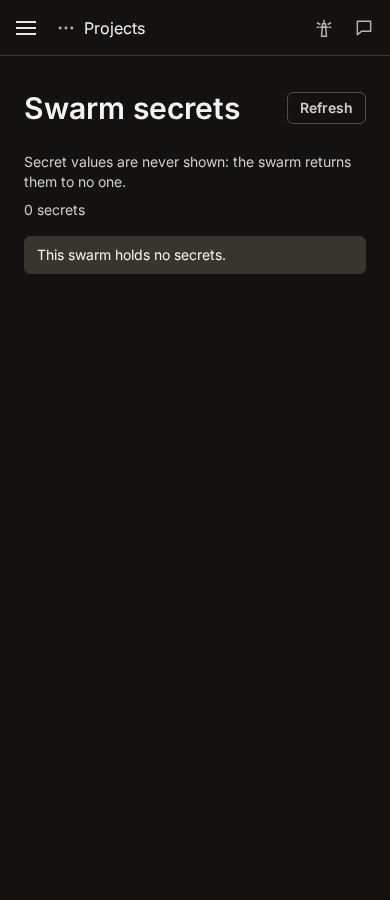 Projects
Swarm secrets
Refresh
Secret values are never shown: the swarm returns
them to no one.
0 secrets
This swarm holds no secrets.